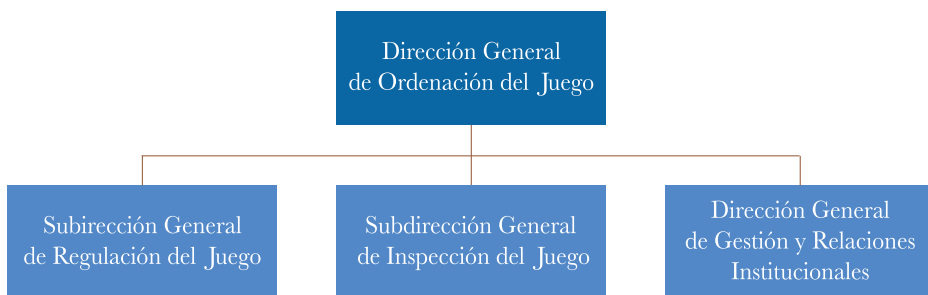 Dirección General
de Ordenación del Juego
Subirección General
de Regulación del Juego
Subdirección General
de Inspección del Juego
Dirección General
de Gestión y Relaciones
Institucionales